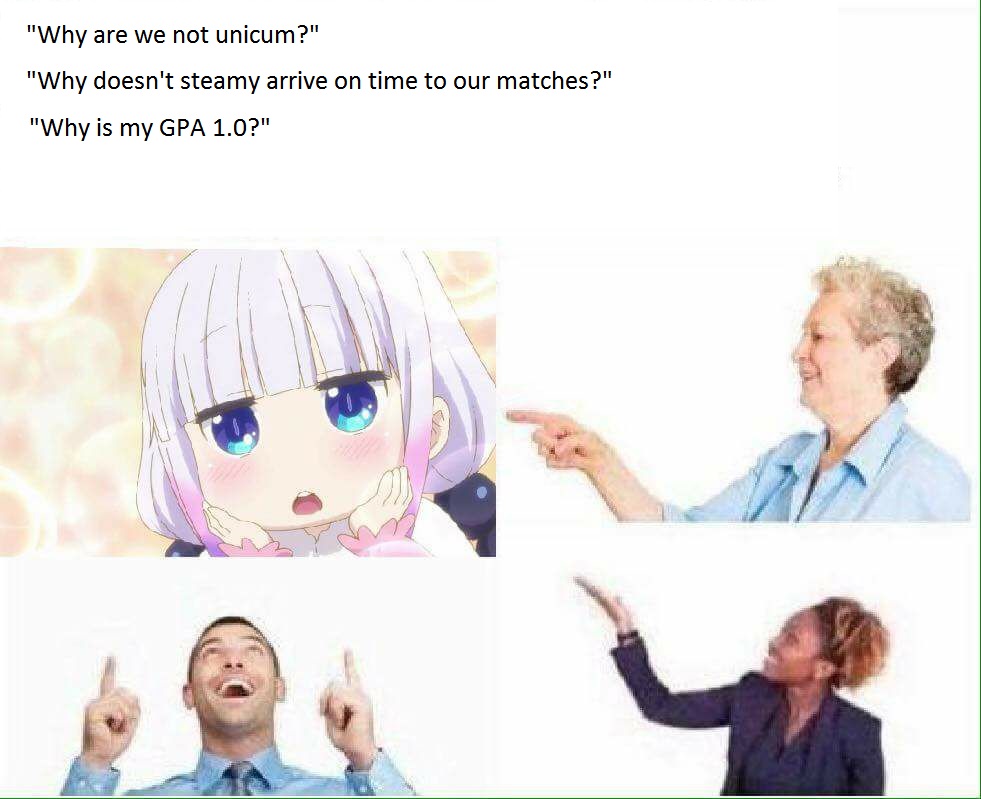 "Why are we not unicum?"
"Why doesn't steamy arrive on time to our matches?"
"Why is my GPA 1.0?"